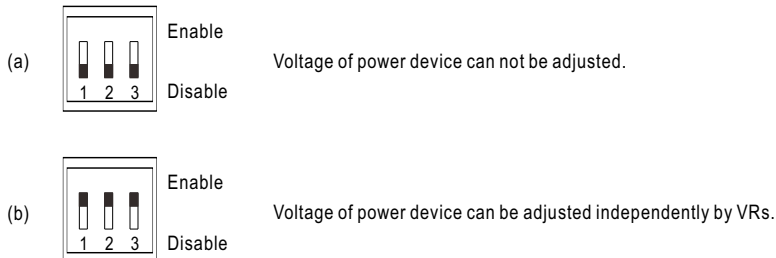 Enable
(a) Voltage of power device can not be adjusted.
1 2 3 Disable
Enable
(b) Voltage of power device can be adjusted independently by VRs.
1 2 3 Disable